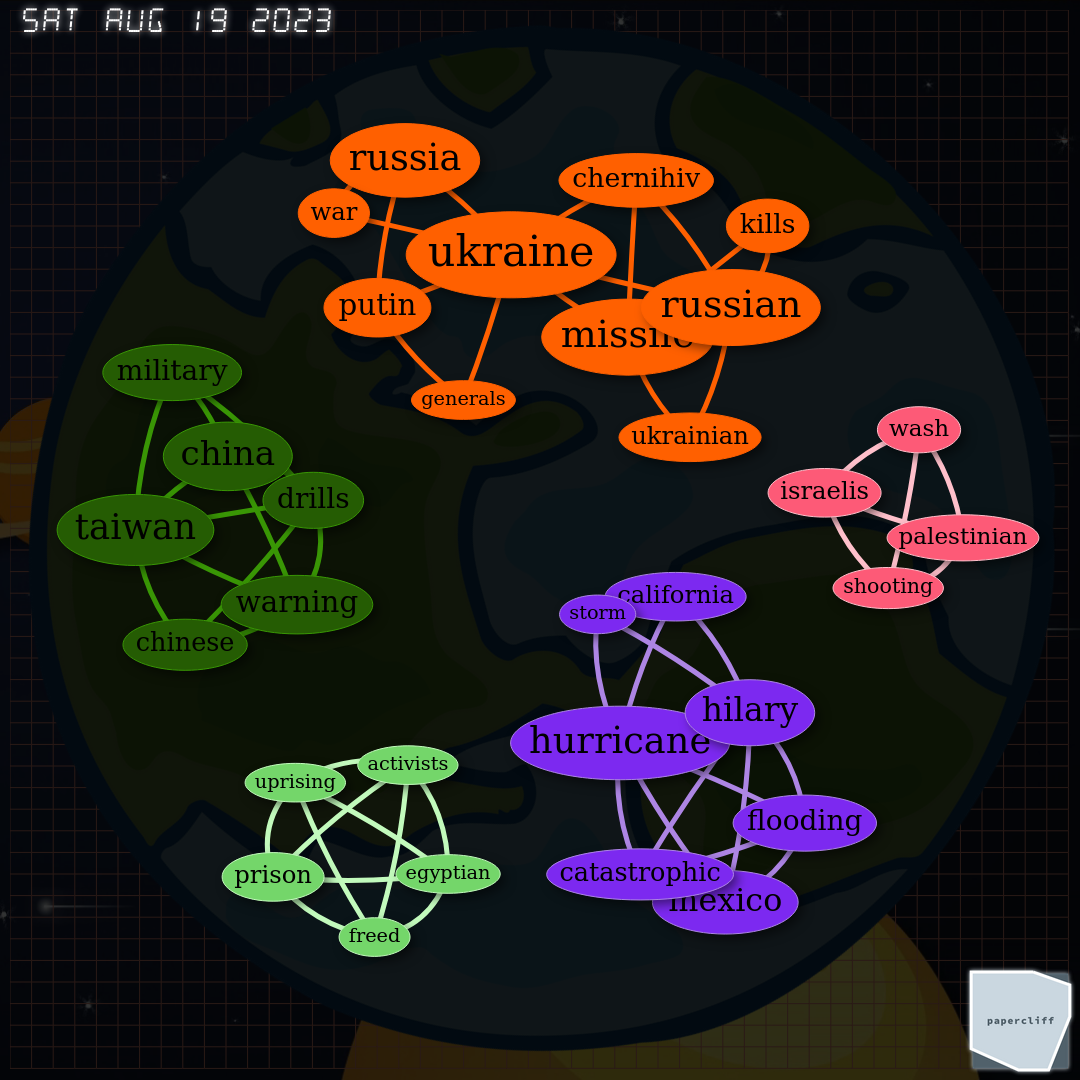 SAT AUG 19 2023
russia
chernihiv
war
kills
ukraine
putin
russian
missile
generals
ukrainian
military
china
drills
taiwan
warning
chinese
wash
israelis
palestinian
shooting
california
storm
hilary
hurricane
flooding
catastrophic
mexico
activists
uprising
prison
egyptian
freed
papercliff